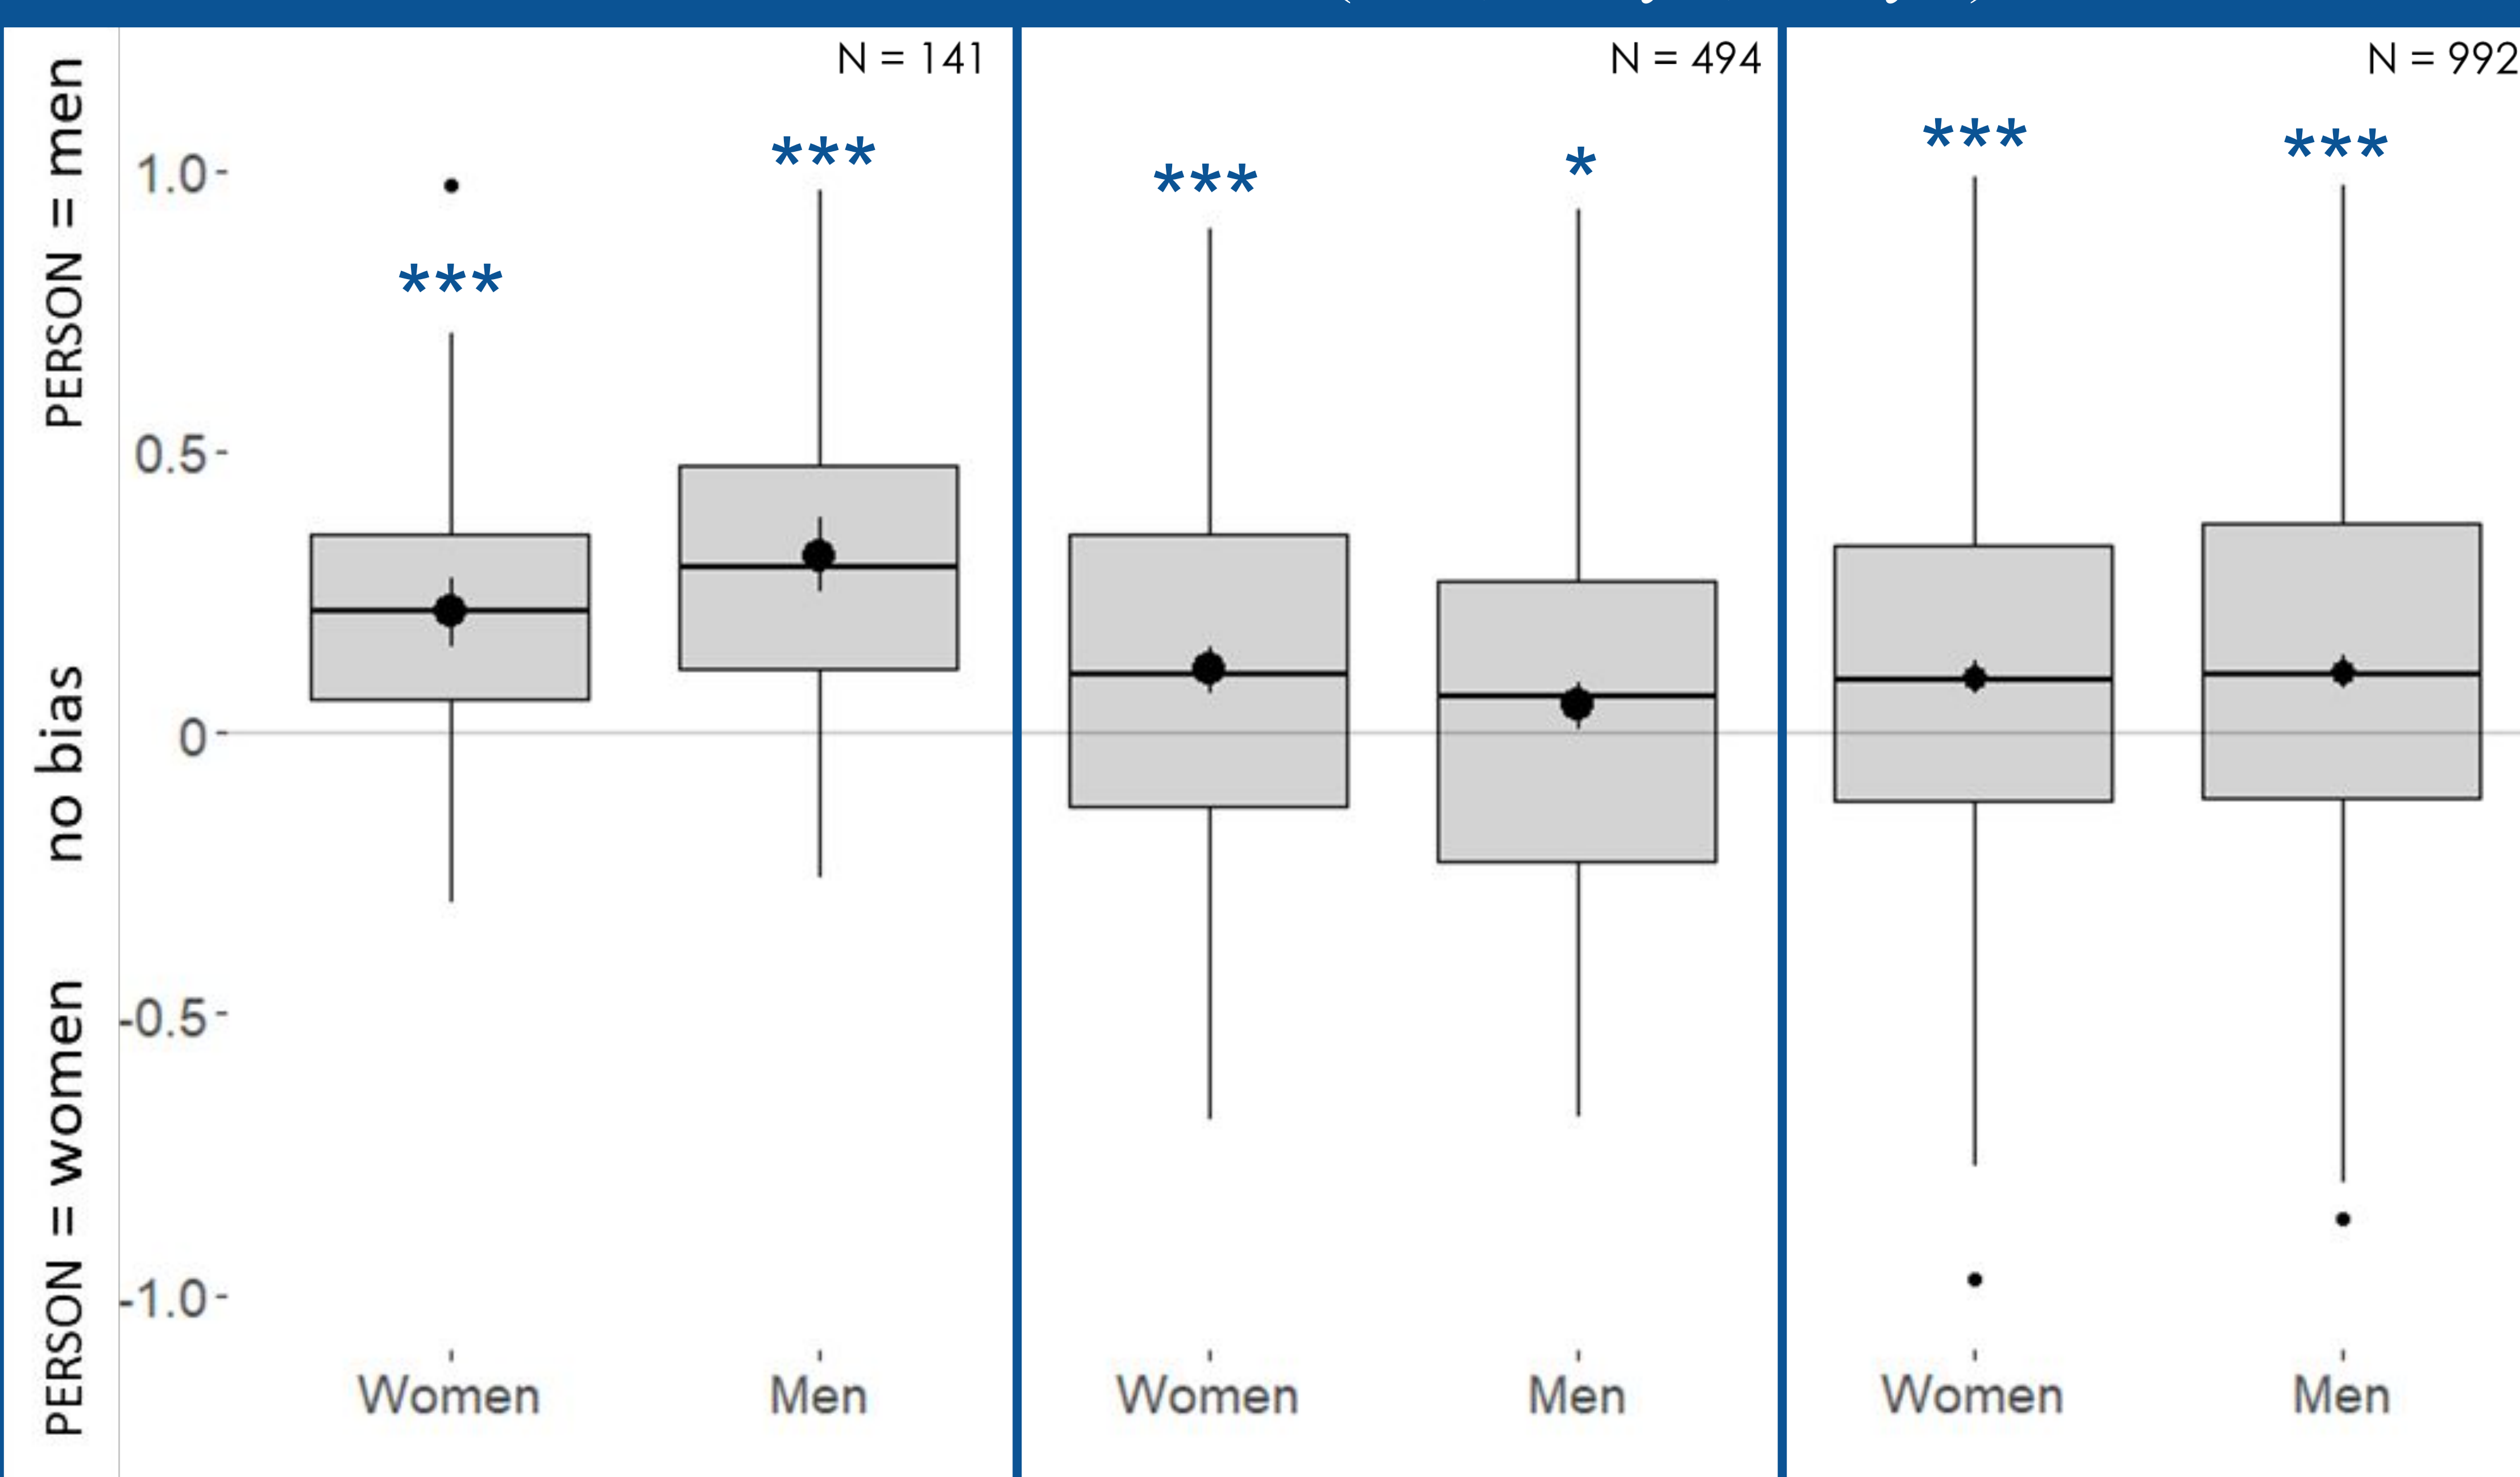 N = 141
N = 494
N = 992
PERSON = men
no bias
PERSON = women
1.0
0.5
0
-0.5
-1.0
***
***
***
*
***
***
Women Men Women Men Women Men